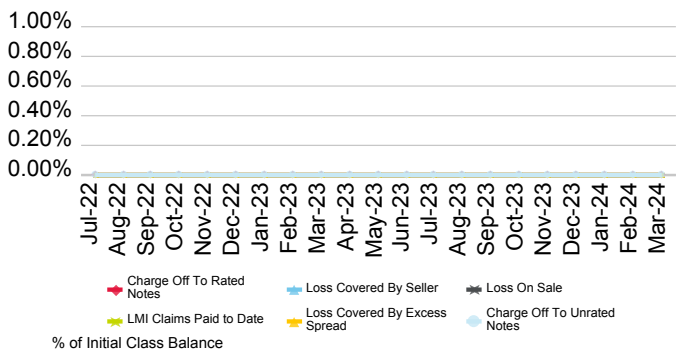 1.00%
0.80%
0.60%
0.40%
0.20%
0.00%
Jul-22
Aug-22
Sep-22
Oct-22
Nov-22
Dec-22
Jan-23
Feb-23
Mar-23
Apr-23
May-23
Jun-23
Jul-23
Aug-23
Sep-23
Oct-23
Nov-23
Dec-23
Jan-24
Feb-24
Mar-24
Charge Off To Rated
Notes
Loss Covered By Seller
Loss On Sale
LMI Claims Paid to Date
Loss Covered By Excess
Spread
Charge Off To Unrated
Notes
% of Initial Class Balance